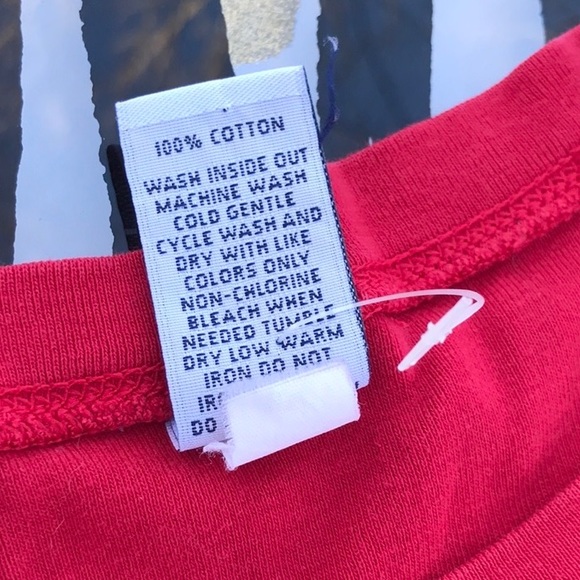 100% COTTON
WASH INSIDE OUT
MACHINE WASH
COLD GENTLE
CYCLE WASH AND
DRY WITH LIKE
COLORS ONLY
NON-CHLORINE
BLEACH WHEN
NEEDED TUMBLE
DRY LOW WARM
IRON DO NOT
DO